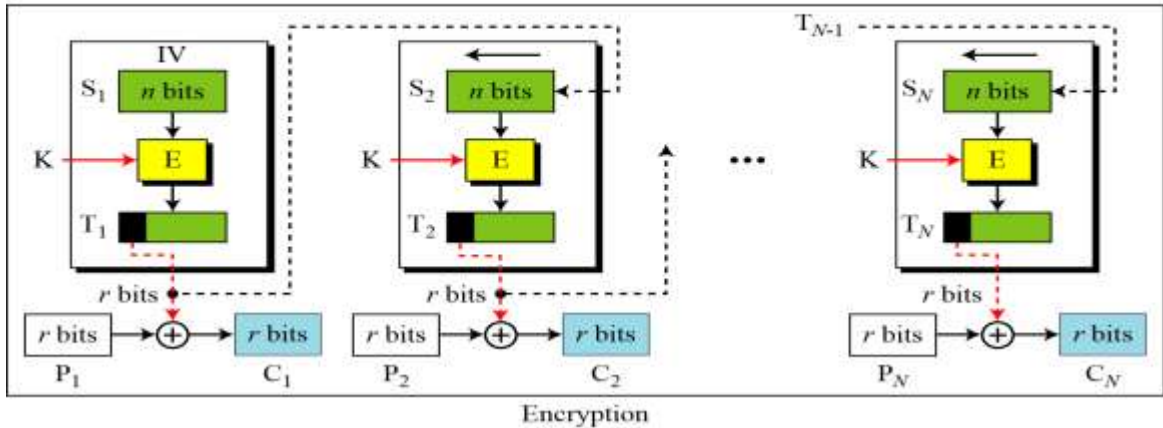 IV
T_{N-1}
S_1 n bits
S_2 n bits
S_N n bits
K E
K E
K E
T_1
T_2
T_N
r bits
r bits
r bits
r bits + r bits
r bits + r bits
r bits + r bits
P_1 C_1
P_2 C_2
P_N C_N
Encryption